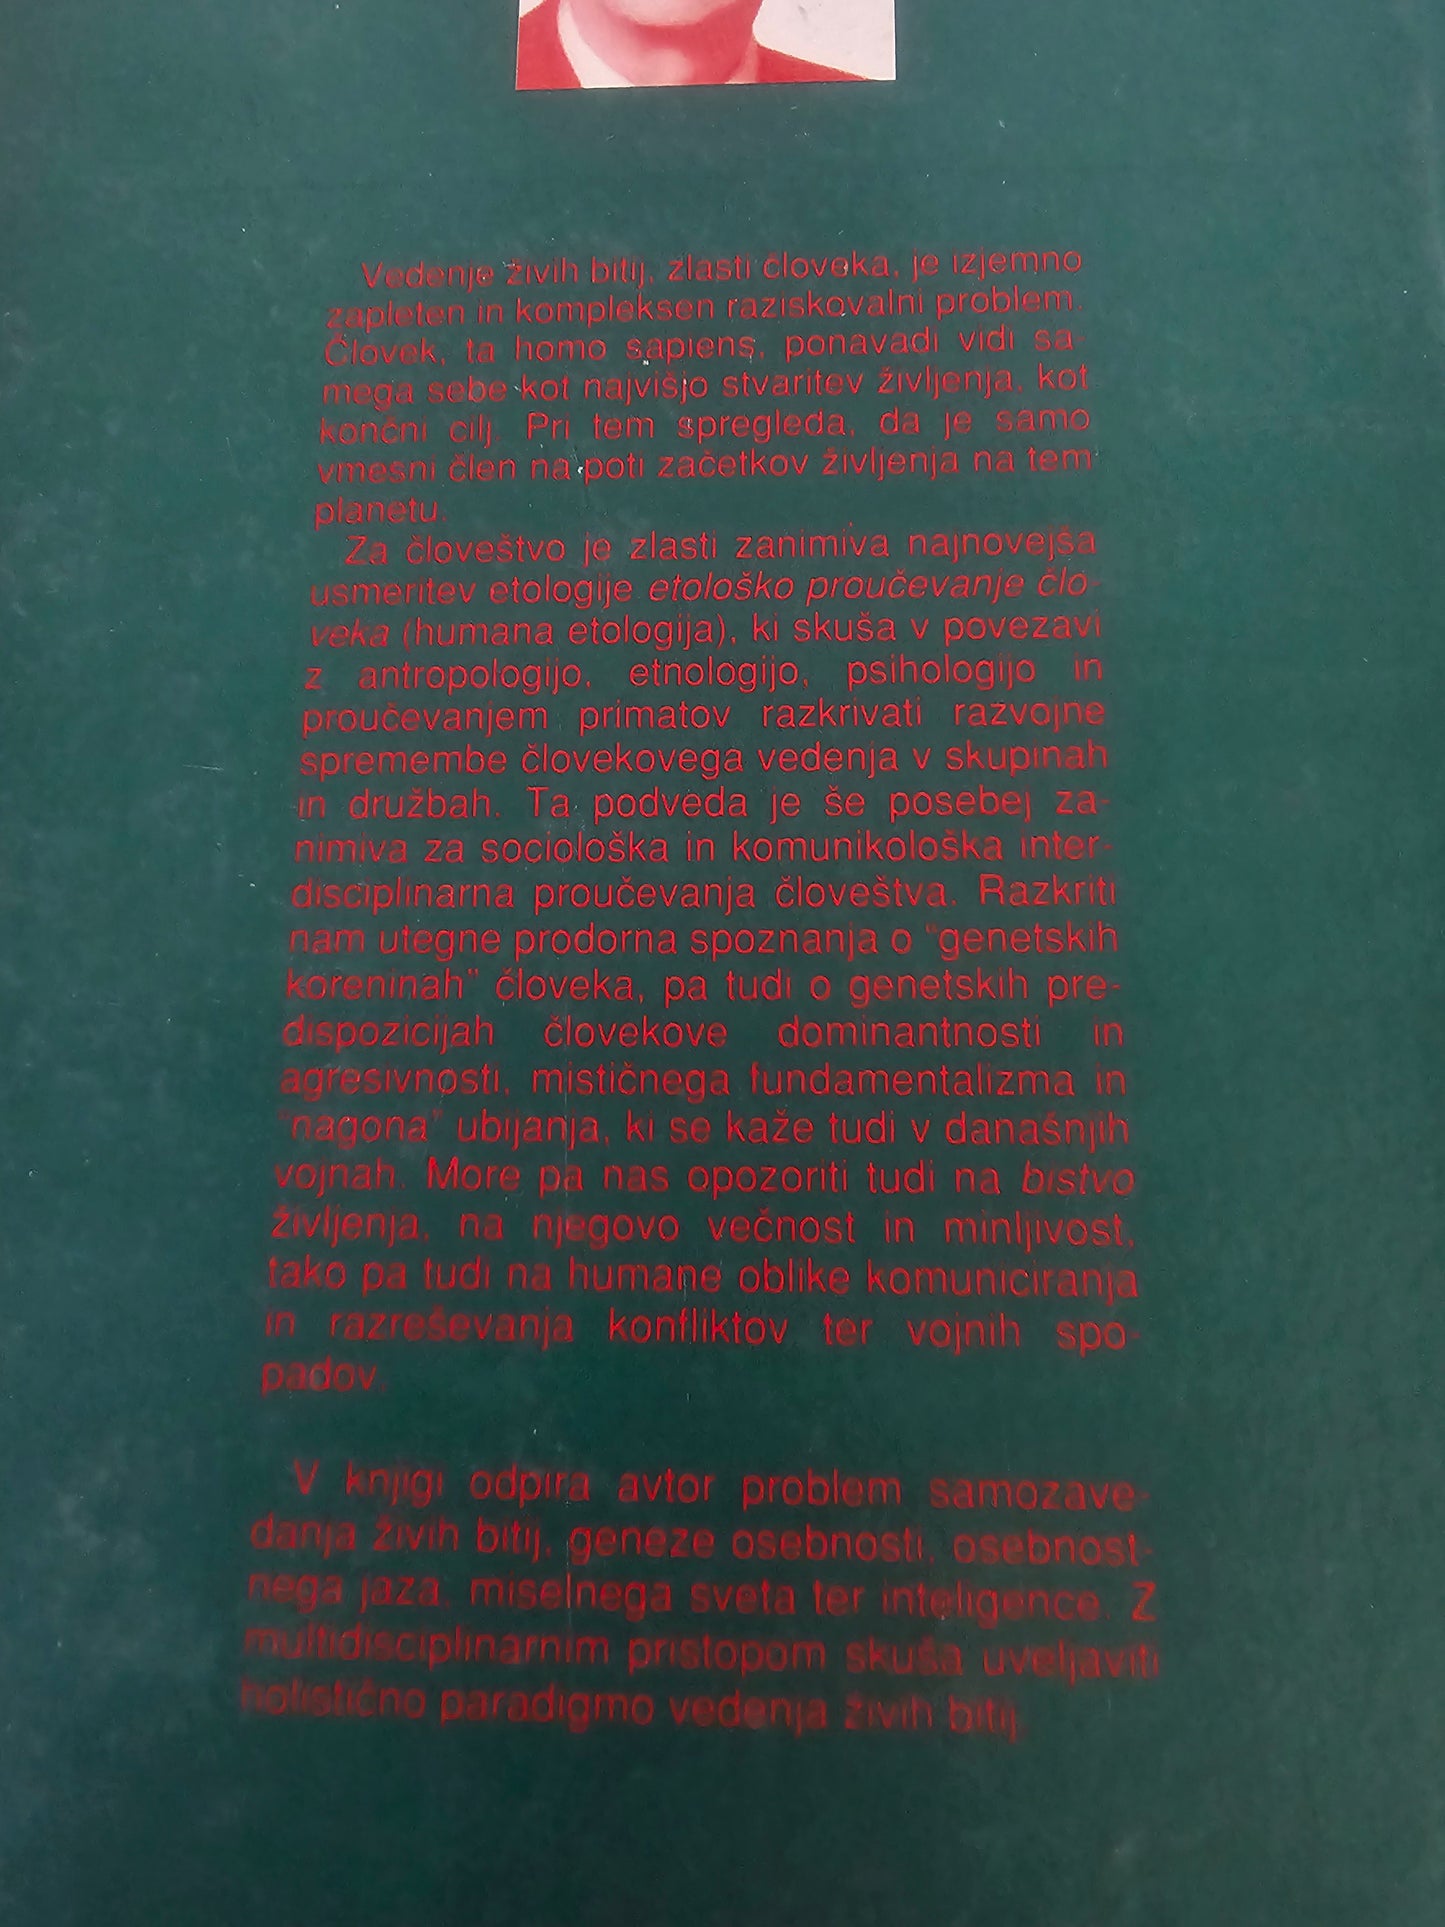 Vedenje živih bitij, zlasti človeka, je izjemno
zapleten in kompleksen raziskovalni problem.
Človek, ta homo sapiens, ponavadi vidi sa-
mega sebe kot najvišjo stvaritev življenja, kot
končni cilj. Pri tem spregleda, da je samo
vmesni člen na poti začetkov življenja na tem
planetu.
Za človeštvo je zlasti zanimiva najnovejša
usmeritev etologije etološko proučevanje člo-
veka (humana etologija), ki skuša v povezavi
z antropologijo, etnologijo, psihologijo in
proučevanjem primatov razkrivati razvojne
spremembe človekovega vedenja v skupinah
in družbah. Ta podveda je še posebej za-
nimiva za sociološka in komunikološka inter-
disciplinarna proučevanja človeštva. Razkriti
nam utegne prodorna spoznanja o "genetskih
koreninah" človeka, pa tudi o genetskih pre-
dispozicijah človekove dominantnosti in
agresivnosti, mističnega fundamentalizma in
"nagona" ubijanja, ki se kaže tudi v današnjih
vojnah. More pa nas opozoriti tudi na bistvo
življenja, na njegovo večnost in minljivost,
tako pa tudi na humane oblike komuniciranja
in razreševanja konfliktov ter vojnih spo-
padov.
V knjigi odpira avtor problem samozave-
danja živih bitij, geneze osebnosti, osebnost-
nega jaza, miselnega sveta ter inteligence. Z
multidisciplinarnim pristopom skuša uveljaviti
holistično paradigmo vedenja živih bitij.